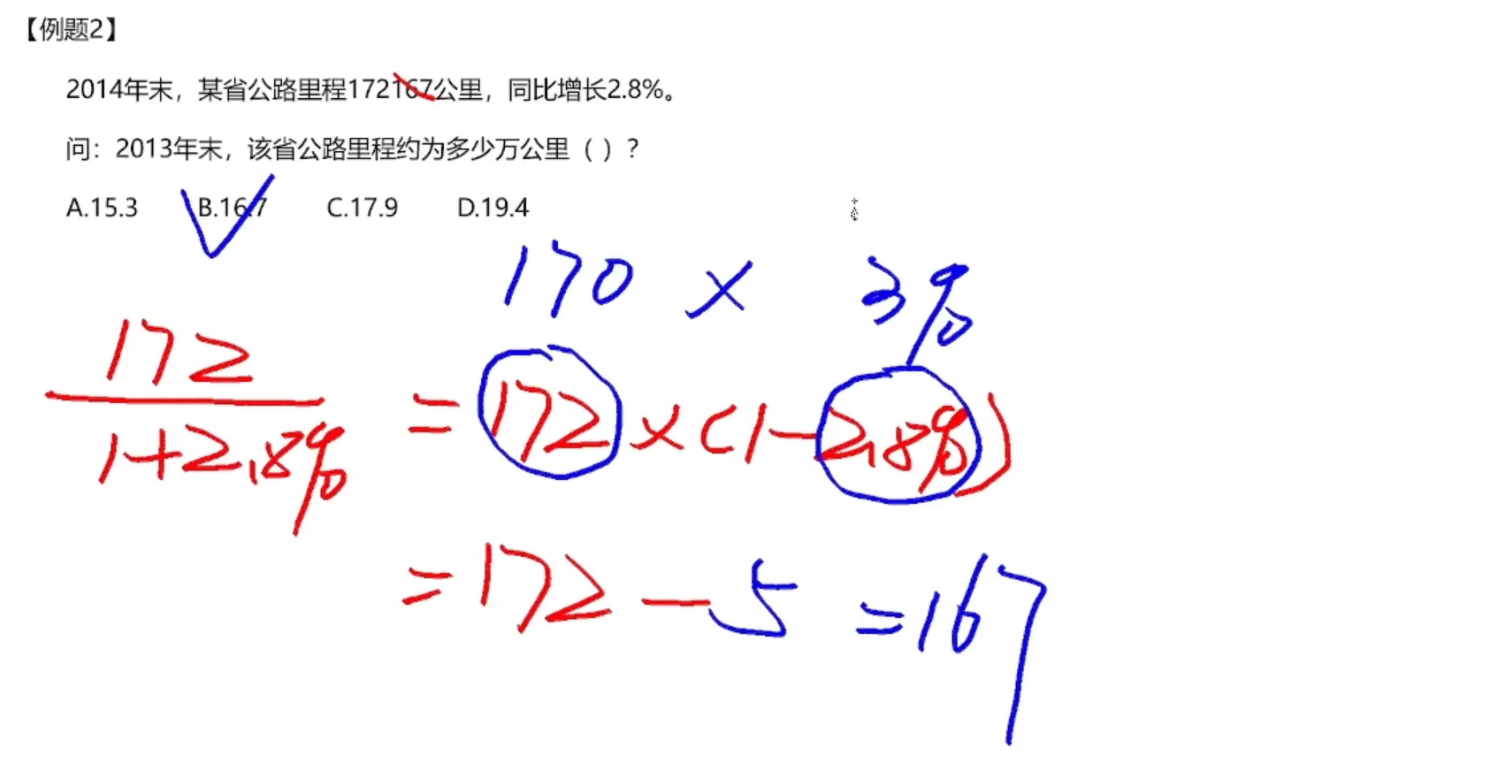 【例题2】
2014年末，某省公路里程172167公里，同比增长2.8%。
问：2013年末，该省公路里程约为多少万公里（ ）？
A.15.3 B.16.7 C.17.9 D.19.4
170 × 3%
172
1+2.8%
=172×(1-2.8%)
=172-5=167